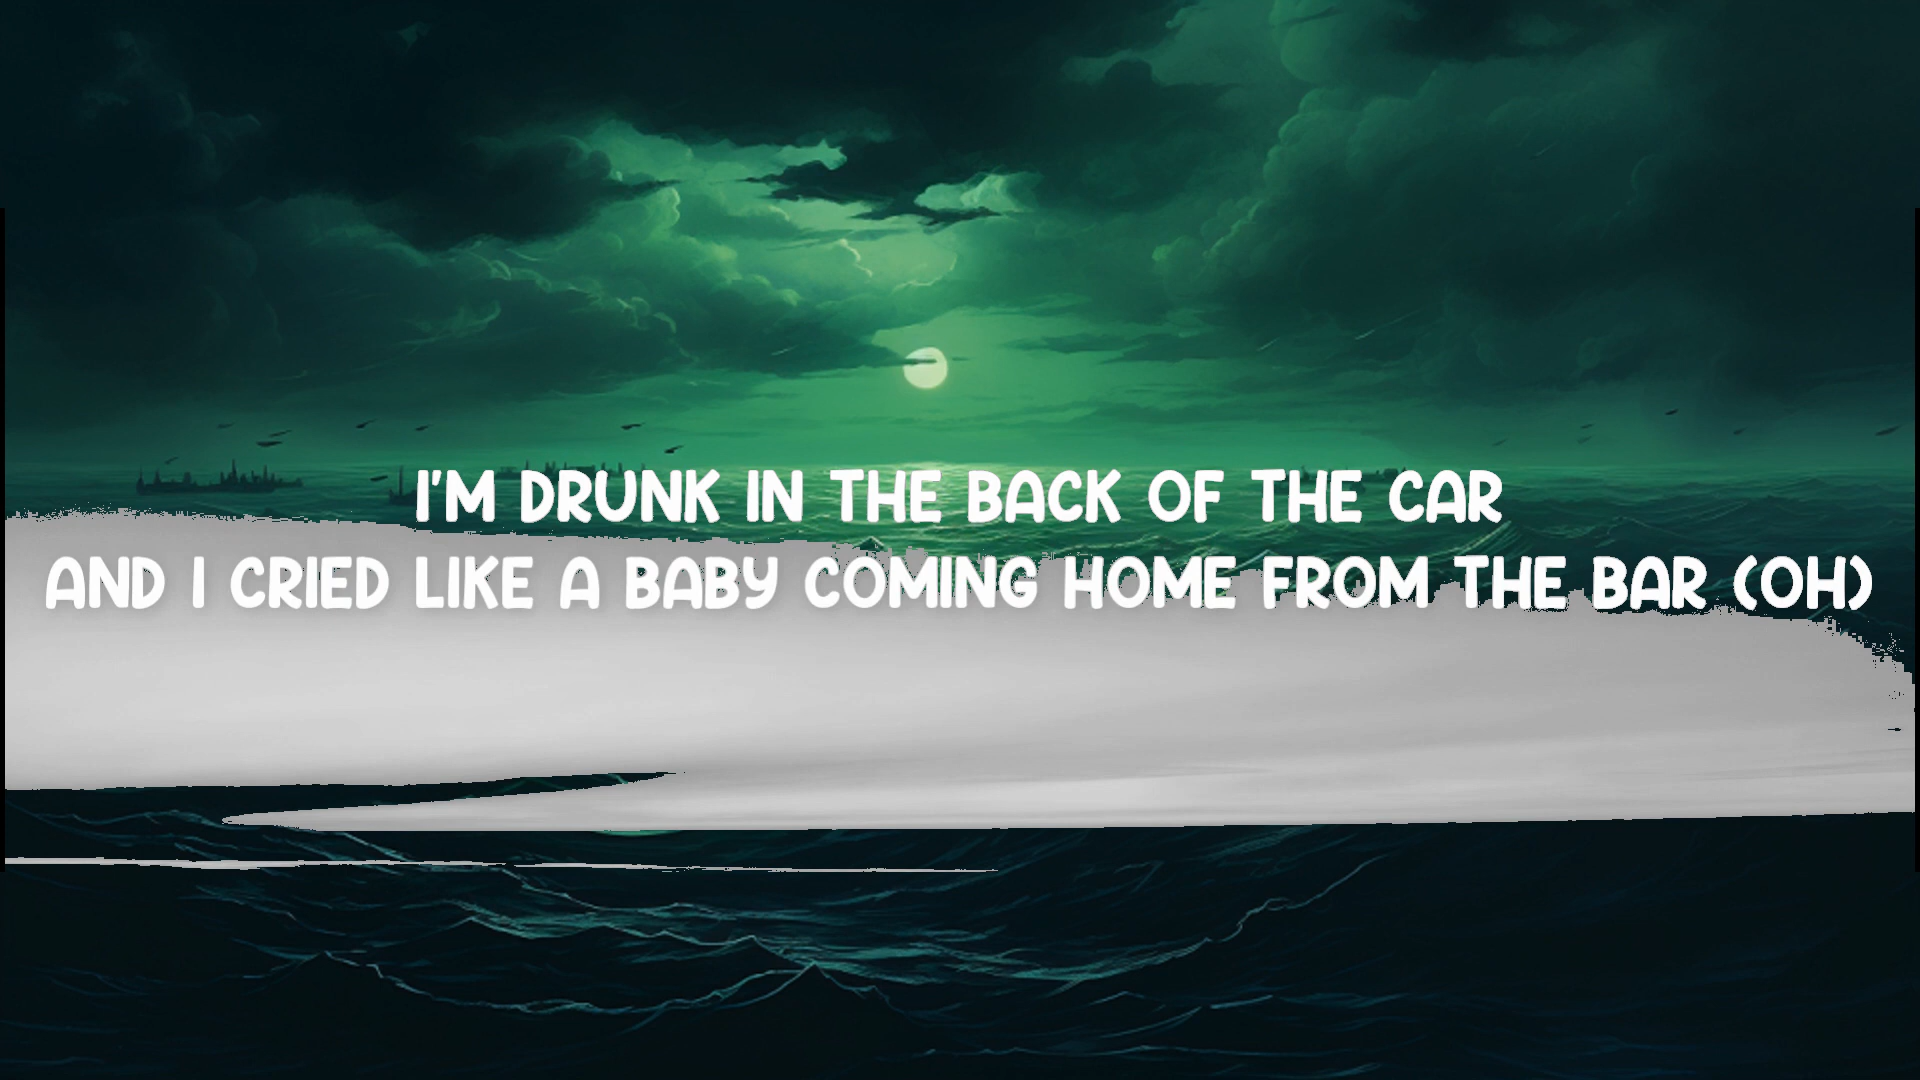 I'M DRUNK IN THE BACK OF THE CAR
AND I CRIED LIKE A BABY COMING HOME FROM THE BAR (OH)